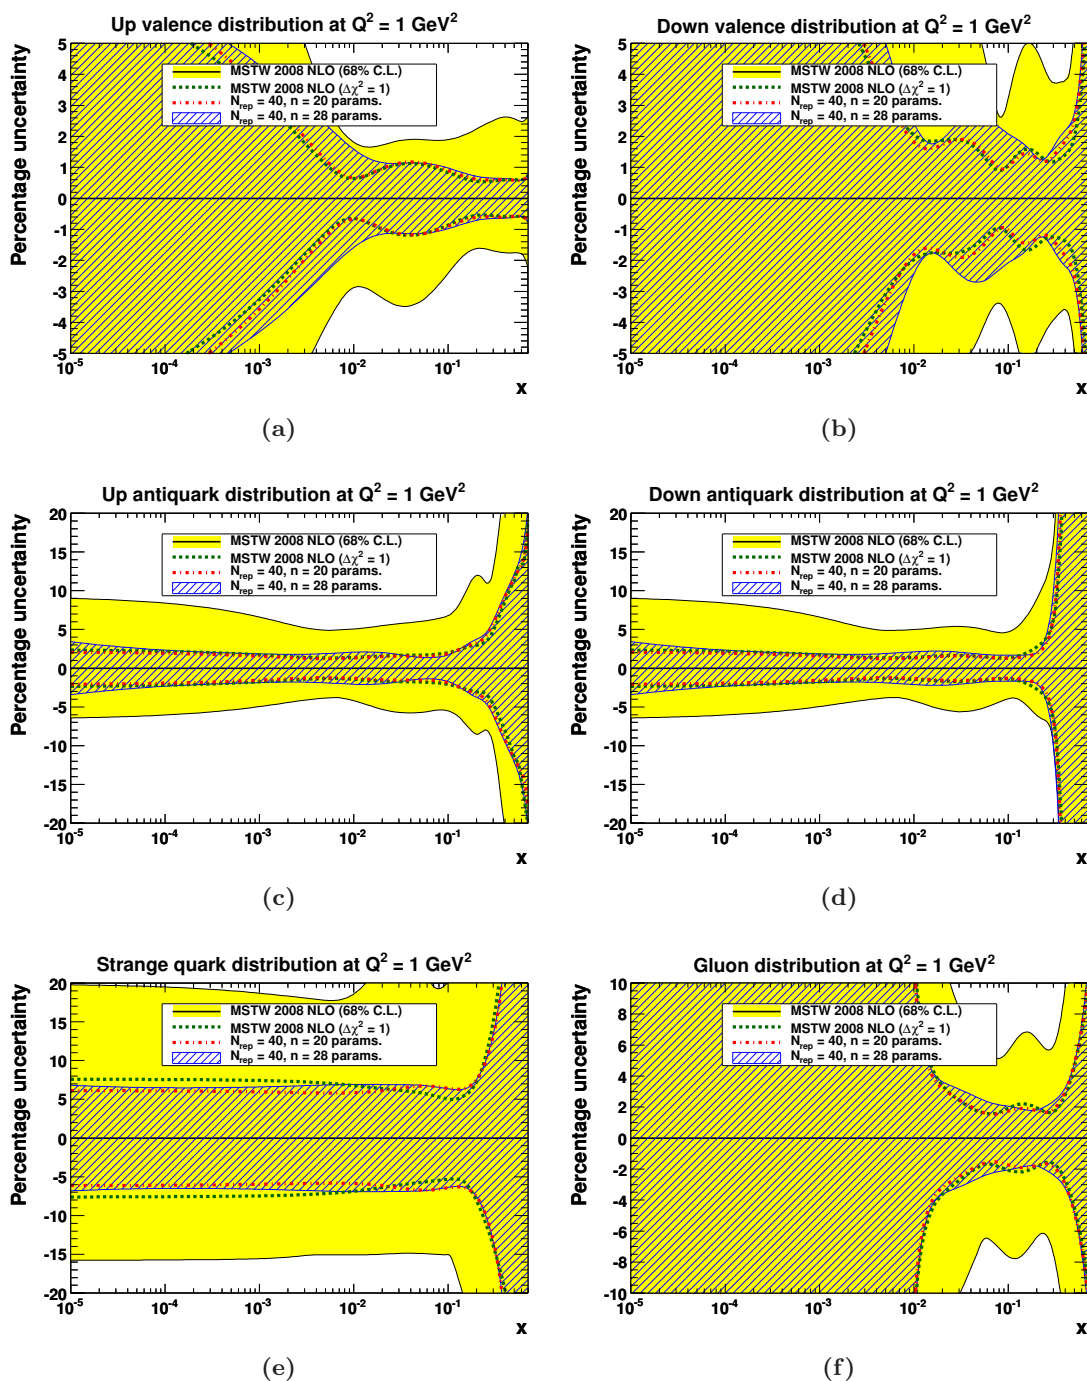 Up valence distribution at Q² = 1 GeV²
Percentage uncertainty
5
4
3
2
1
0
-1
-2
-3
-4
-5
MSTW 2008 NLO (68% C.L.)
MSTW 2008 NLO (Δχ² = 1)
N_rep = 40, n = 20 params.
N_rep = 40, n = 28 params.
10⁻⁵ 10⁻⁴ 10⁻³ 10⁻² 10⁻¹
x
(a)
Down valence distribution at Q² = 1 GeV²
Percentage uncertainty
5
4
3
2
1
0
-1
-2
-3
-4
-5
MSTW 2008 NLO (68% C.L.)
MSTW 2008 NLO (Δχ² = 1)
N_rep = 40, n = 20 params.
N_rep = 40, n = 28 params.
10⁻⁵ 10⁻⁴ 10⁻³ 10⁻² 10⁻¹
x
(b)
Up antiquark distribution at Q² = 1 GeV²
Percentage uncertainty
20
15
10
5
0
-5
-10
-15
-20
MSTW 2008 NLO (68% C.L.)
MSTW 2008 NLO (Δχ² = 1)
N_rep = 40, n = 20 params.
N_rep = 40, n = 28 params.
10⁻⁵ 10⁻⁴ 10⁻³ 10⁻² 10⁻¹
x
(c)
Down antiquark distribution at Q² = 1 GeV²
Percentage uncertainty
20
15
10
5
0
-5
-10
-15
-20
MSTW 2008 NLO (68% C.L.)
MSTW 2008 NLO (Δχ² = 1)
N_rep = 40, n = 20 params.
N_rep = 40, n = 28 params.
10⁻⁵ 10⁻⁴ 10⁻³ 10⁻² 10⁻¹
x
(d)
Strange quark distribution at Q² = 1 GeV²
Percentage uncertainty
20
15
10
5
0
-5
-10
-15
-20
MSTW 2008 NLO (68% C.L.)
MSTW 2008 NLO (Δχ² = 1)
N_rep = 40, n = 20 params.
N_rep = 40, n = 28 params.
10⁻⁵ 10⁻⁴ 10⁻³ 10⁻² 10⁻¹
x
(e)
Gluon distribution at Q² = 1 GeV²
Percentage uncertainty
10
8
6
4
2
0
-2
-4
-6
-8
-10
MSTW 2008 NLO (68% C.L.)
MSTW 2008 NLO (Δχ² = 1)
N_rep = 40, n = 20 params.
N_rep = 40, n = 28 params.
10⁻⁵ 10⁻⁴ 10⁻³ 10⁻² 10⁻¹
x
(f)